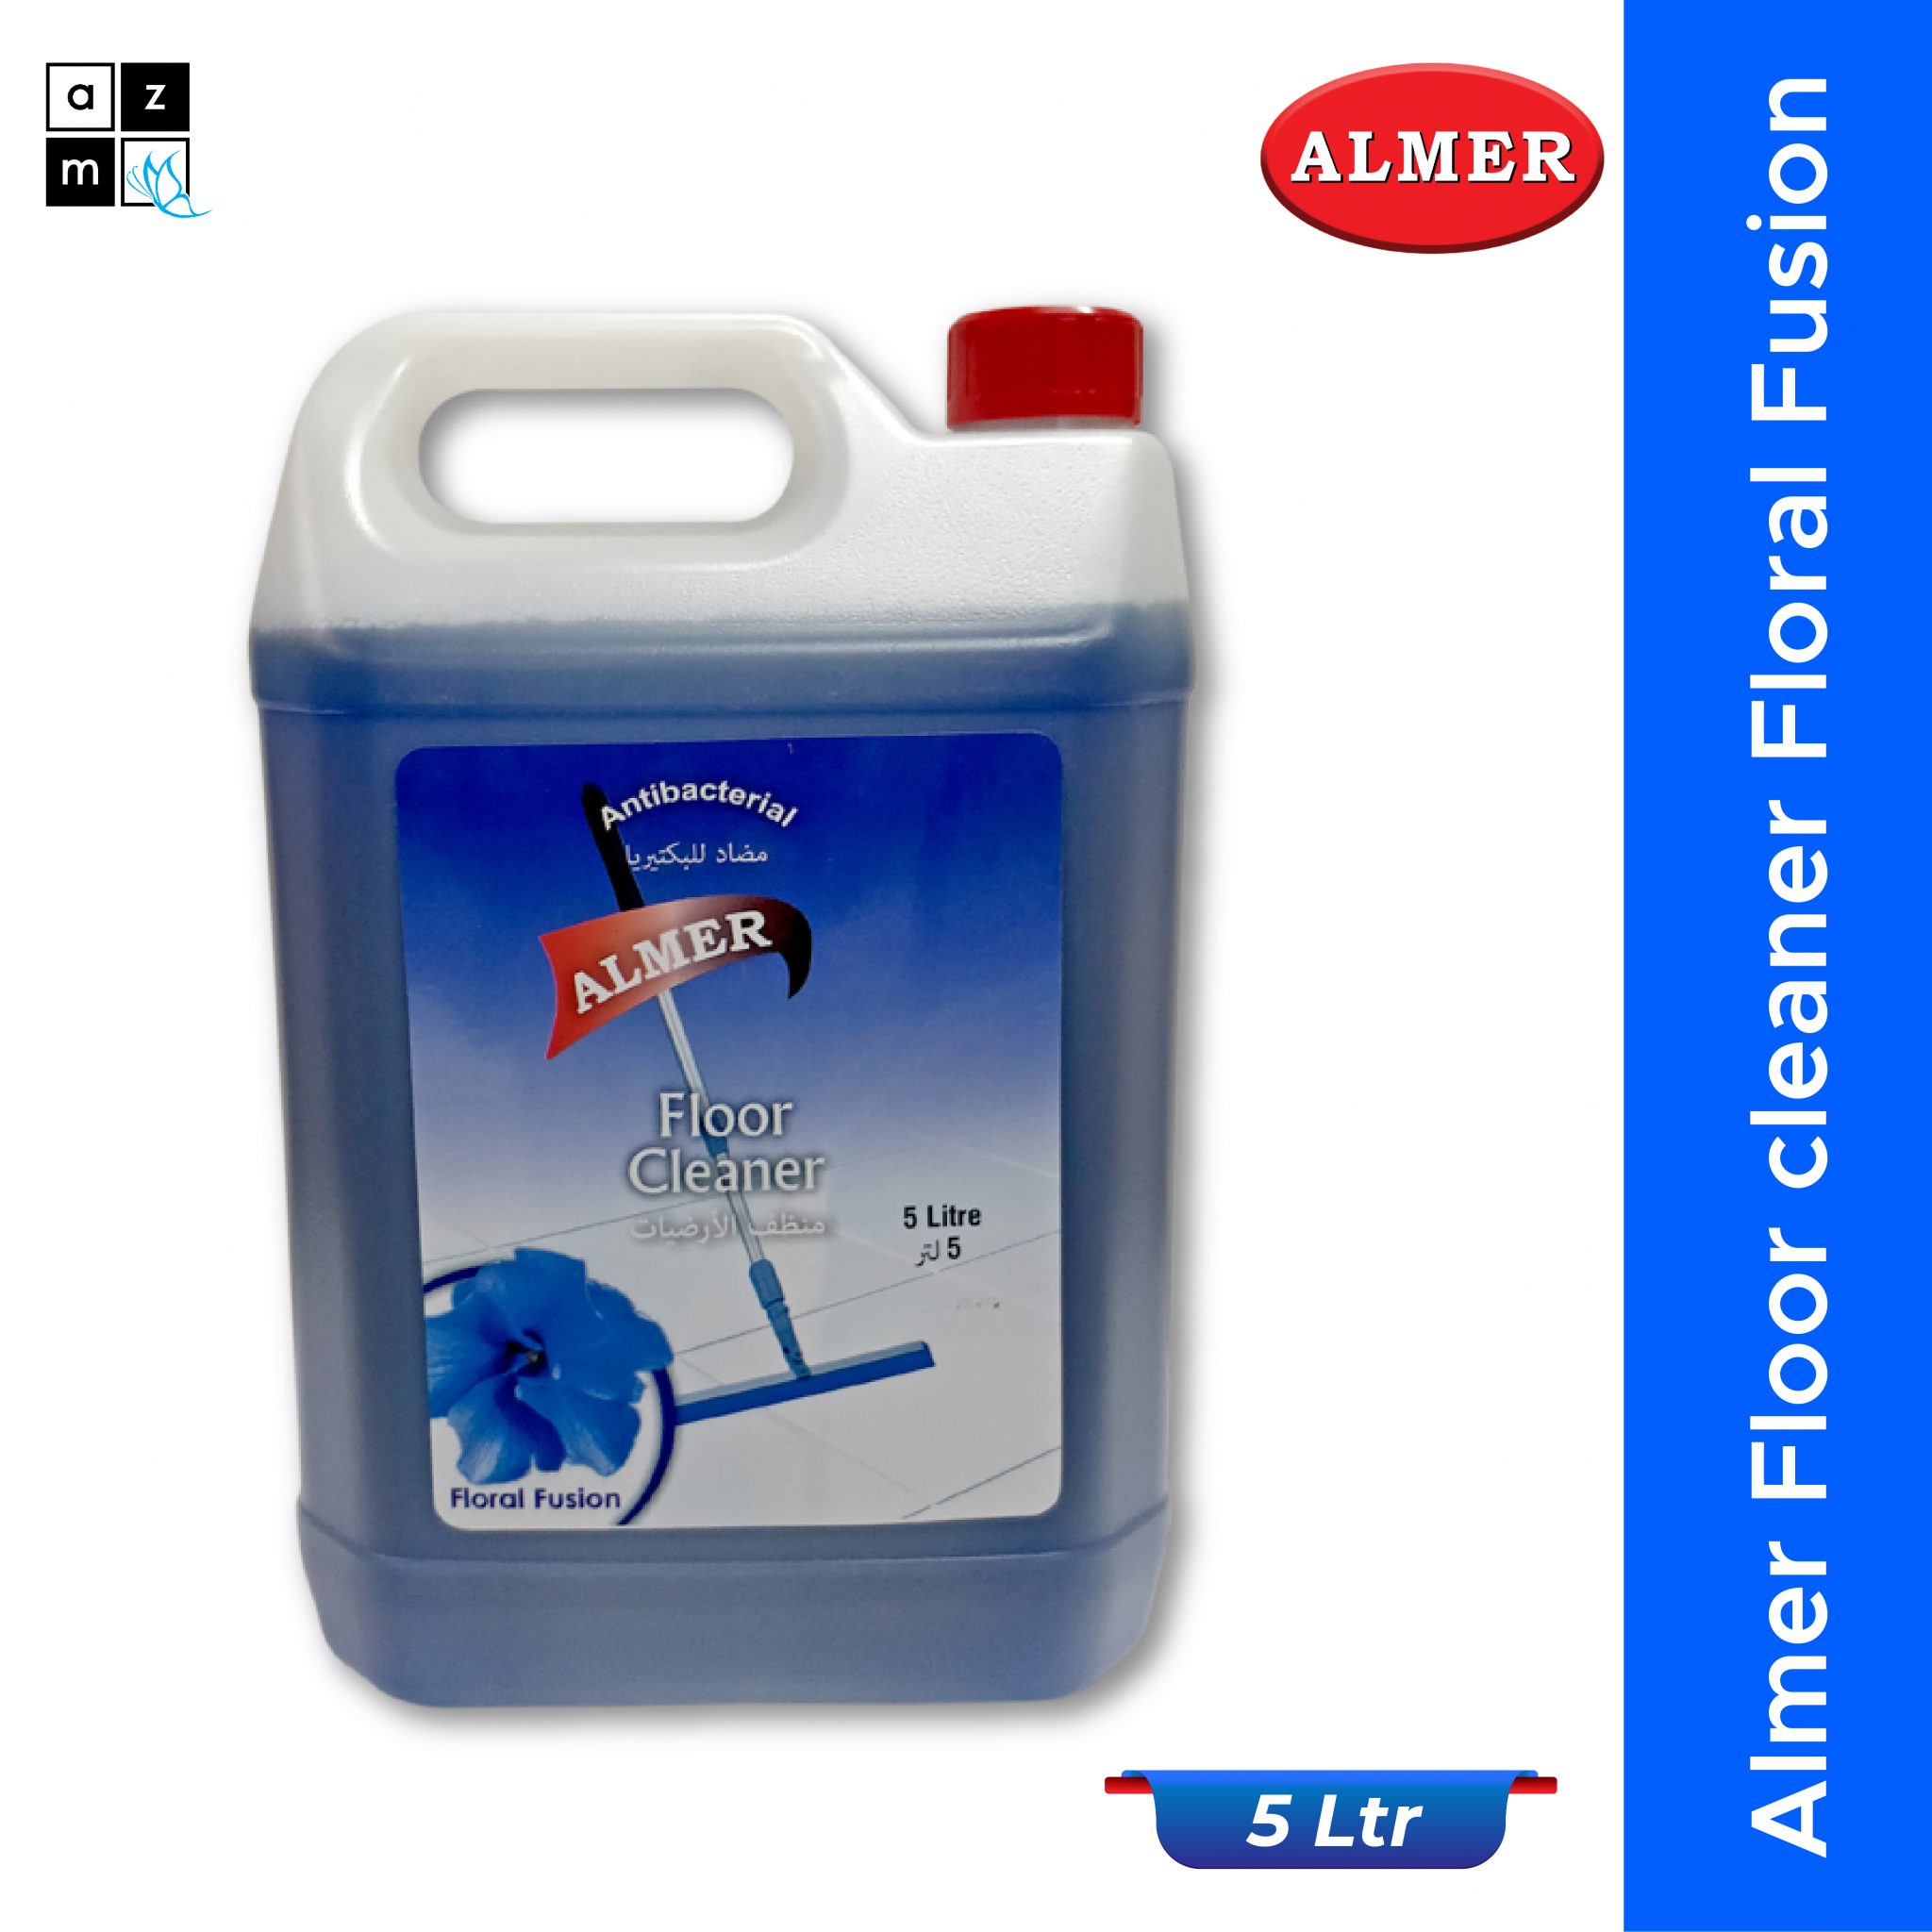 a z
m
ALMER
Antibacterial
مضاد للبكتيريا
ALMER
Floor
Cleaner
منظف الأرضيات
5 Litre
5 لتر
Floral Fusion
5 Ltr
Almer Floor cleaner Floral Fusion